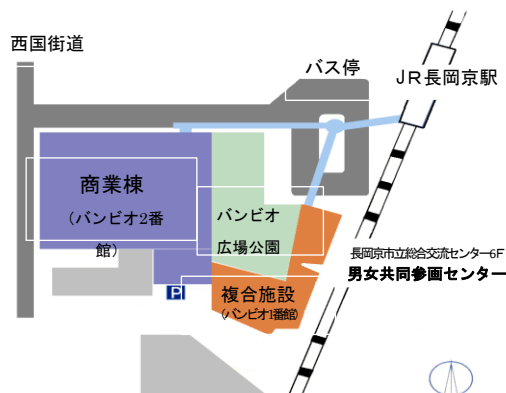 西国街道
バス停
JR長岡京駅
商業棟
（バンビオ2番
館）
バンビオ
広場公園
長岡京市立総合交流センター6F
男女共同参画センター
複合施設
（バンビオ1番館）
P